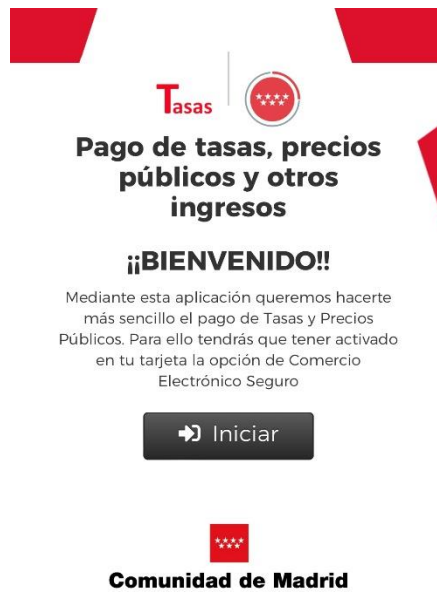 Tasas
Pago de tasas, precios
públicos y otros
ingresos
¡¡BIENVENIDO!!
Mediante esta aplicación queremos hacerte
más sencillo el pago de Tasas y Precios
Públicos. Para ello tendrás que tener activado
en tu tarjeta la opción de Comercio
Electrónico Seguro
Iniciar
Comunidad de Madrid